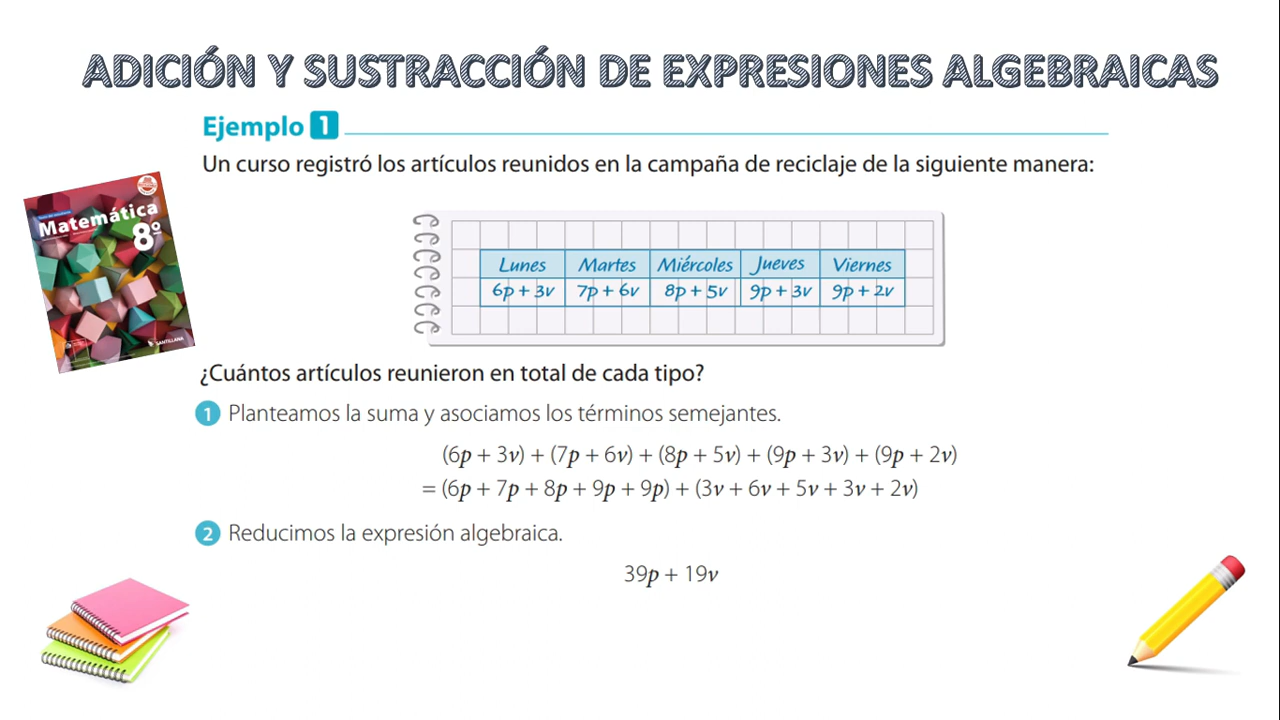 ADICIÓN Y SUSTRACCIÓN DE EXPRESIONES ALGEBRAICAS
Ejemplo 1
Un curso registró los artículos reunidos en la campaña de reciclaje de la siguiente manera:
Matemática
8º
SANTILLANA
Lunes Martes Miércoles Jueves Viernes
6p + 3v 7p + 6v 8p + 5v 9p + 3v 9p + 2v
¿Cuántos artículos reunieron en total de cada tipo?
1 Planteamos la suma y asociamos los términos semejantes.
(6p + 3v) + (7p + 6v) + (8p + 5v) + (9p + 3v) + (9p + 2v)
= (6p + 7p + 8p + 9p + 9p) + (3v + 6v + 5v + 3v + 2v)
2 Reducimos la expresión algebraica.
39p + 19v